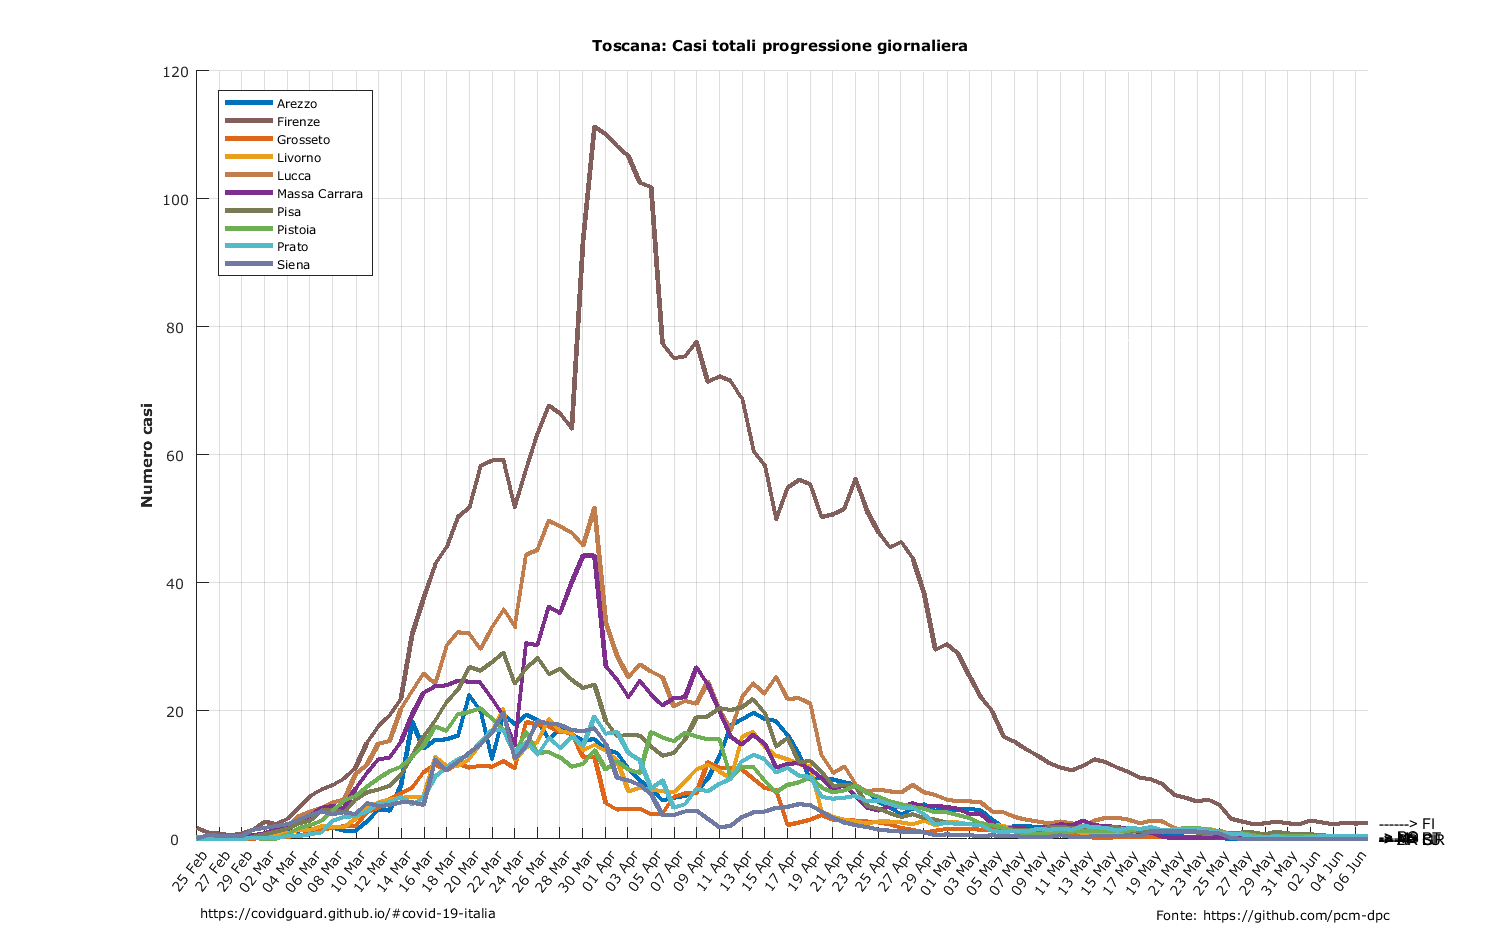 Toscana: Casi totali progressione giornaliera
120
100
80
60
40
20
0
Numero casi
Arezzo
Firenze
Grosseto
Livorno
Lucca
Massa Carrara
Pisa
Pistoia
Prato
Siena
------> FI
25 Feb
27 Feb
29 Feb
02 Mar
04 Mar
06 Mar
08 Mar
10 Mar
12 Mar
14 Mar
16 Mar
18 Mar
20 Mar
22 Mar
24 Mar
26 Mar
28 Mar
30 Mar
01 Apr
03 Apr
05 Apr
07 Apr
09 Apr
11 Apr
13 Apr
15 Apr
17 Apr
19 Apr
21 Apr
23 Apr
25 Apr
27 Apr
29 Apr
01 May
03 May
05 May
07 May
09 May
11 May
13 May
15 May
17 May
19 May
21 May
23 May
25 May
27 May
29 May
31 May
02 Jun
04 Jun
06 Jun
https://covidguard.github.io/#covid-19-italia
Fonte: https://github.com/pcm-dpc